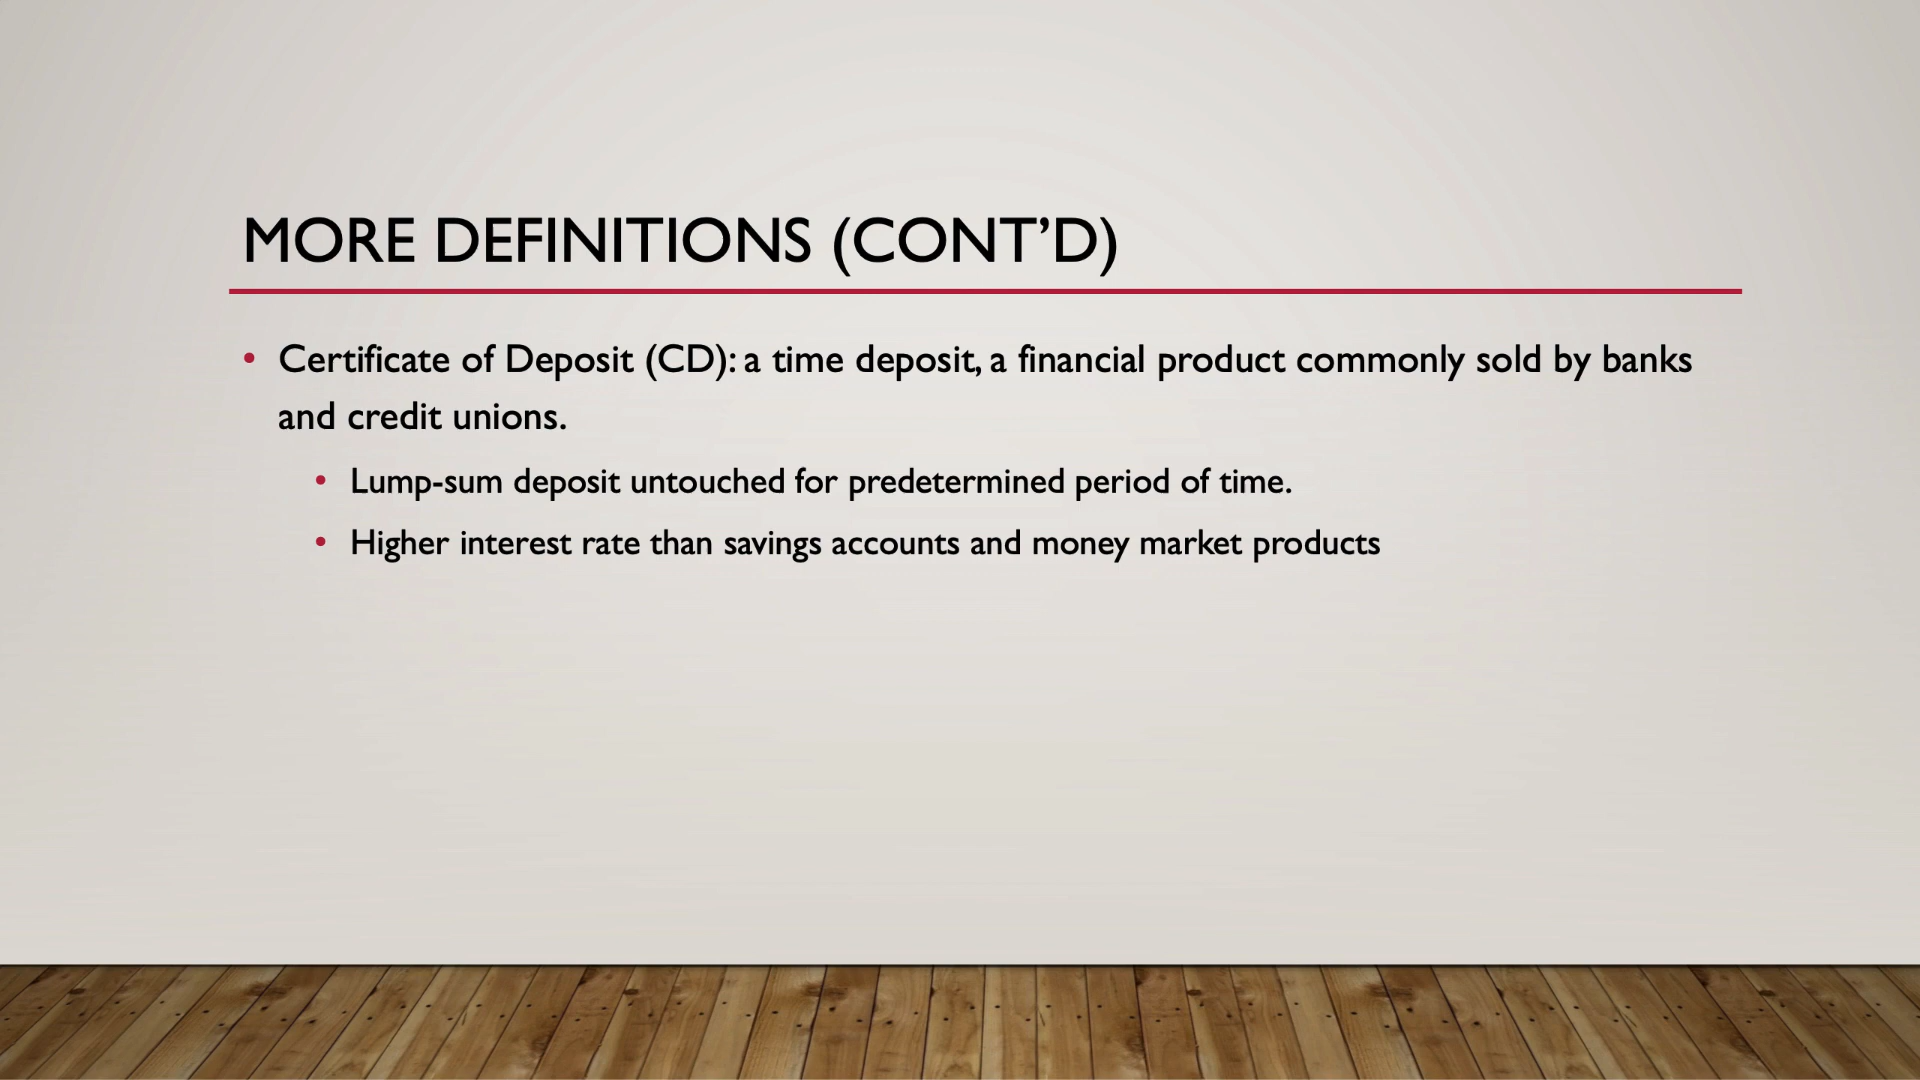 MORE DEFINITIONS (CONT’D)
• Certificate of Deposit (CD): a time deposit, a financial product commonly sold by banks
and credit unions.
• Lump-sum deposit untouched for predetermined period of time.
• Higher interest rate than savings accounts and money market products